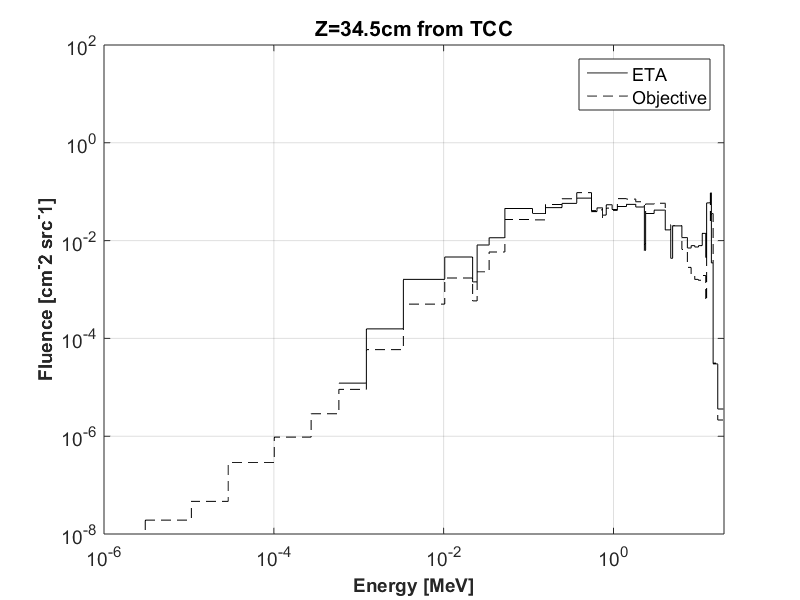 Z=34.5cm from TCC
ETA
Objective
10^2
10^0
10^-2
10^-4
10^-6
10^-8
Fluence [cm^-2 src^-1]
10^-6
10^-4
10^-2
10^0
Energy [MeV]